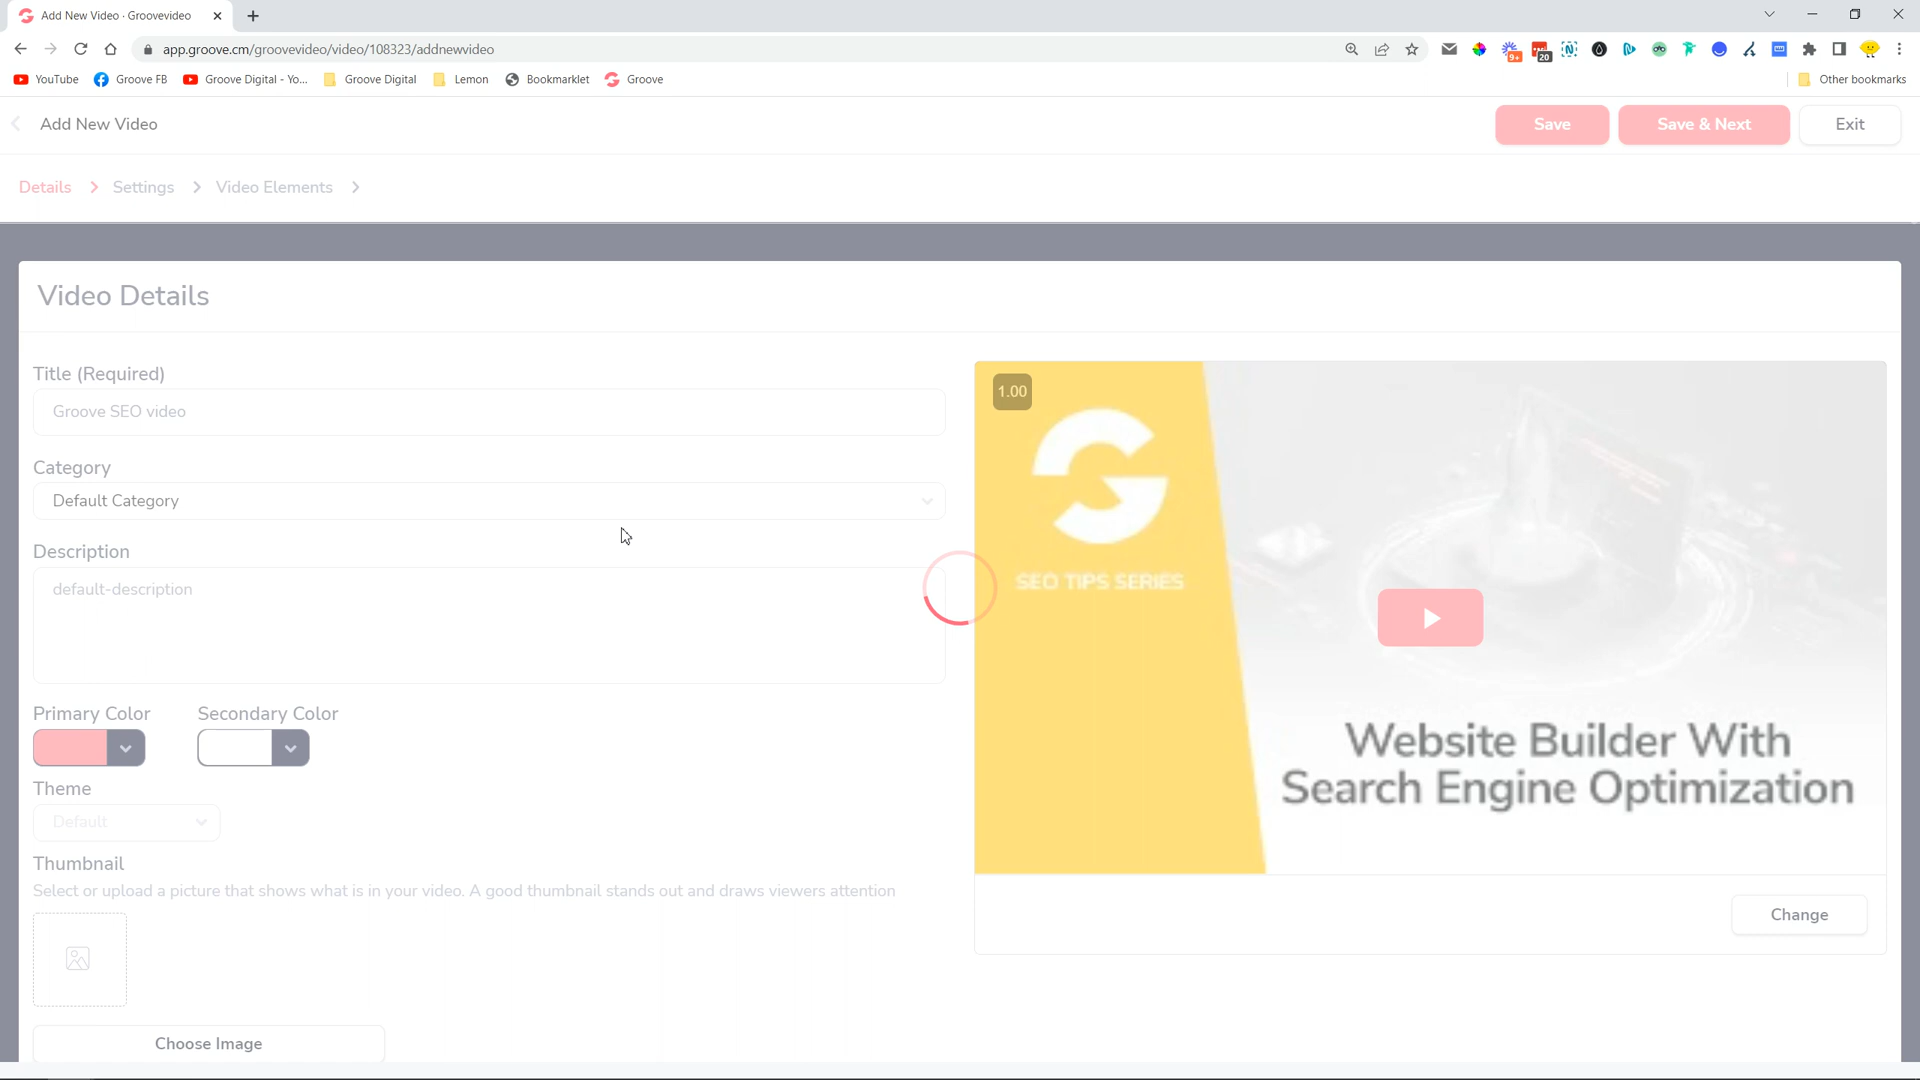 Add New Video · Groovevideo
app.groove.cm/groovevideo/video/108323/addnewvideo
9+
20
YouTube
Groove FB
Groove Digital - Yo...
Groove Digital
Lemon
Bookmarklet
Groove
Other bookmarks
Add New Video
Save
Save & Next
Exit
Details
Settings
Video Elements
Video Details
Title (Required)
Groove SEO video
Category
Default Category
Description
default-description
Primary Color
Secondary Color
Theme
Default
Thumbnail
Select or upload a picture that shows what is in your video. A good thumbnail stands out and draws viewers attention
Choose Image
1.00
SEO TIPS SERIES
Website Builder With
Search Engine Optimization
Change